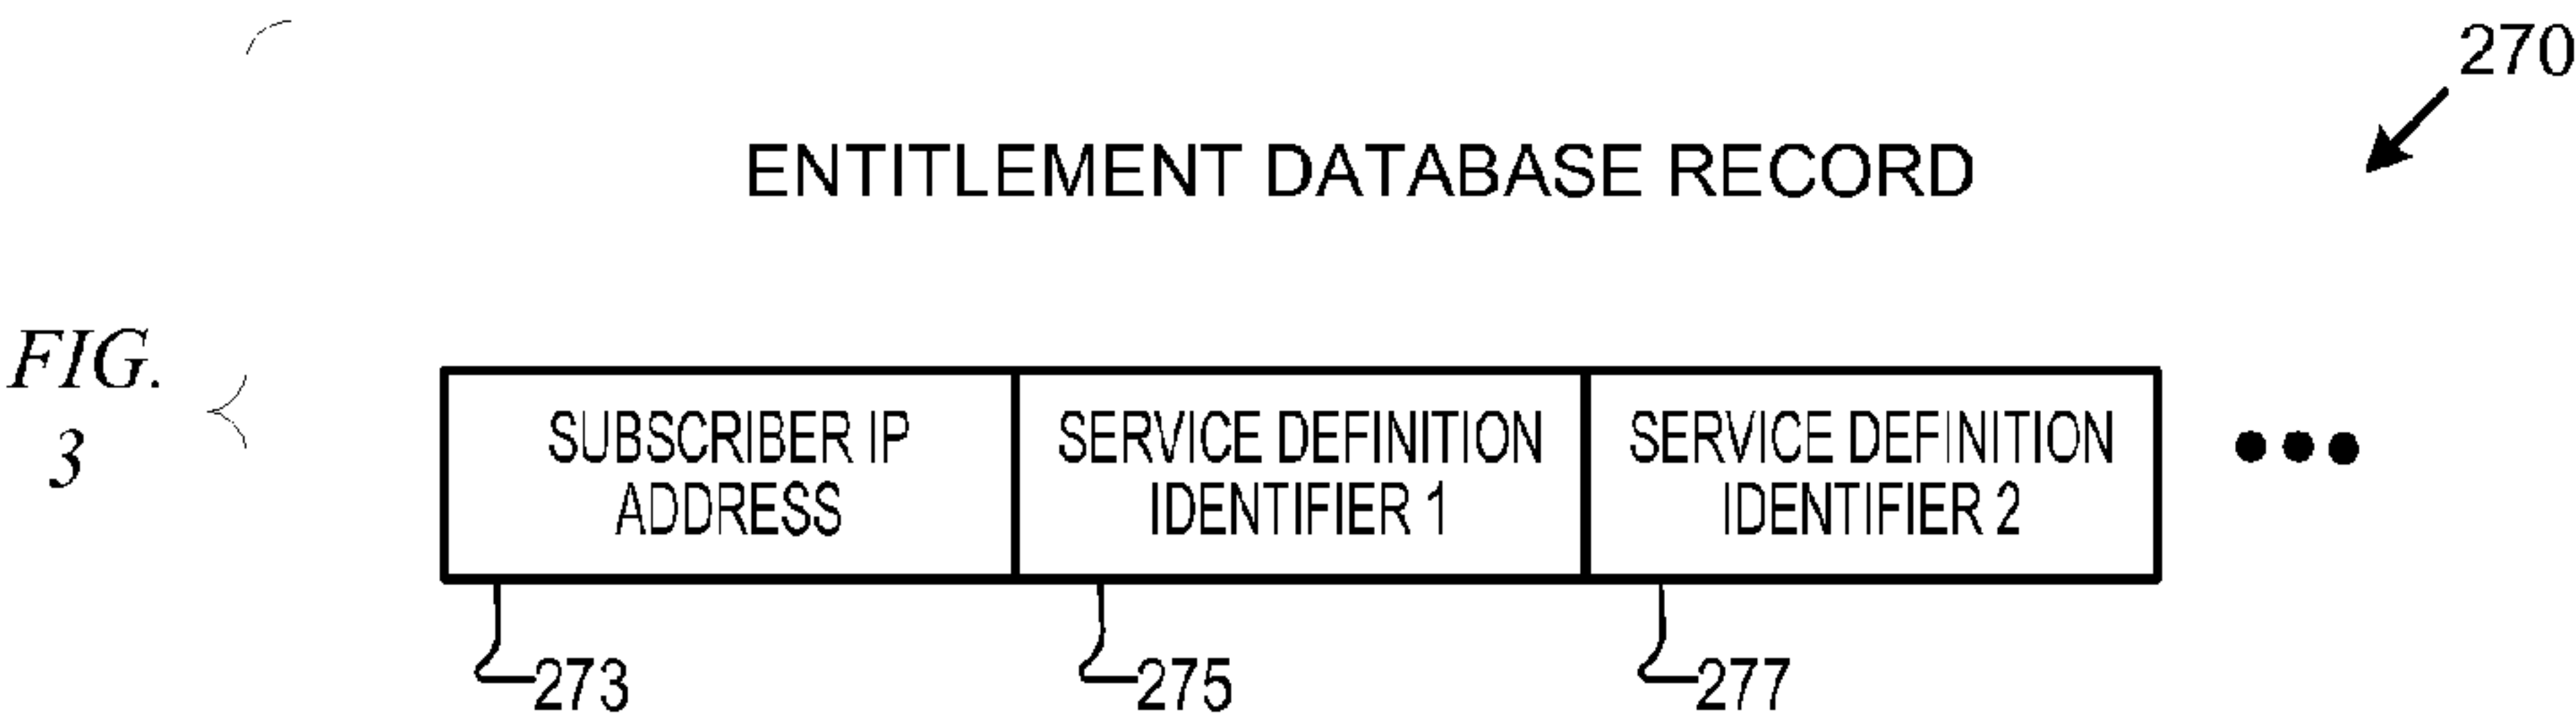 270
ENTITLEMENT DATABASE RECORD
FIG.
3
SUBSCRIBER IP
ADDRESS
SERVICE DEFINITION
IDENTIFIER 1
SERVICE DEFINITION
IDENTIFIER 2
273
275
277